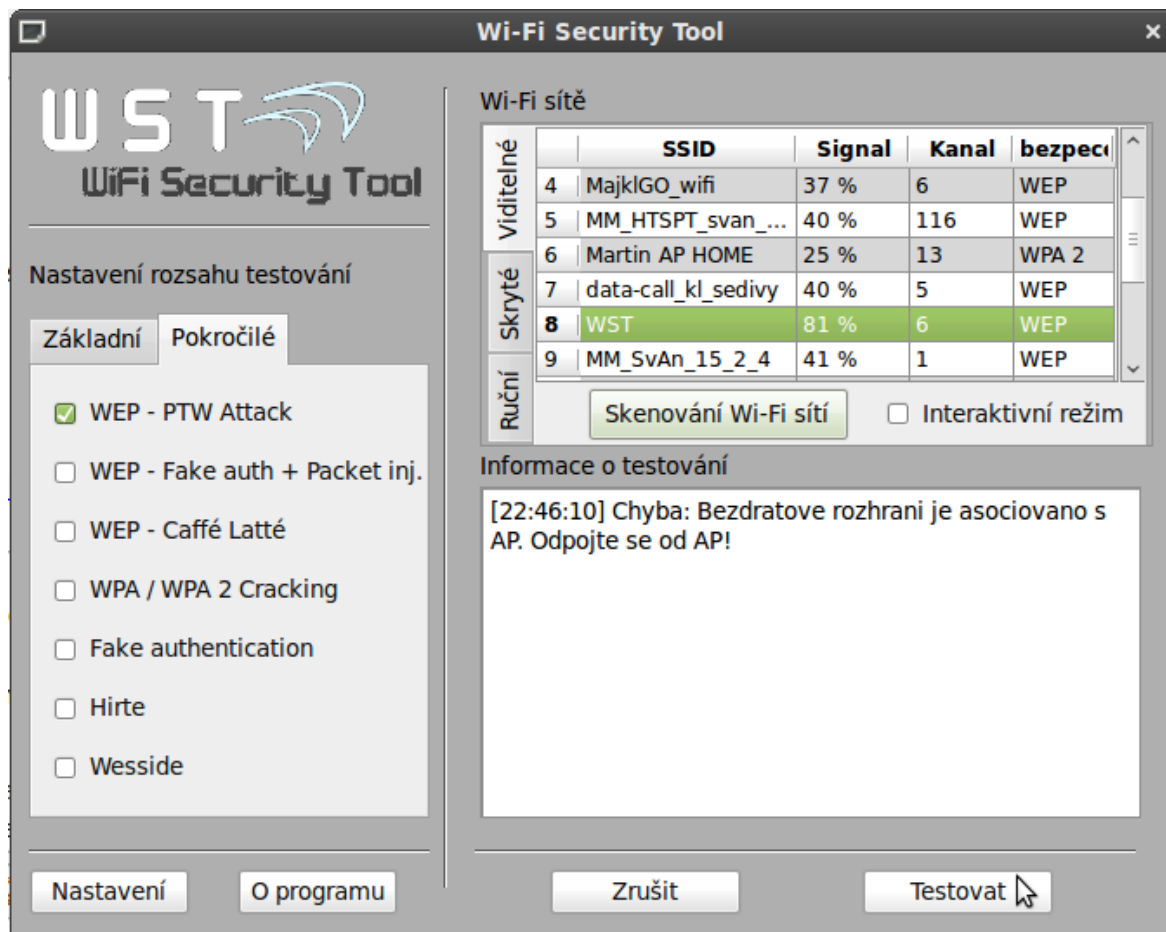 Wi-Fi Security Tool
WST
WiFi Security Tool
Nastavení rozsahu testování
Základní
Pokročilé
WEP - PTW Attack
WEP - Fake auth + Packet inj.
WEP - Caffé Latté
WPA / WPA 2 Cracking
Fake authentication
Hirte
Wesside
Nastavení
O programu
Wi-Fi sítě
Viditelné
Skryté
Ruční
SSID Signal Kanal
4 MajklGO_wifi 37 % 6 WEP
5 MM_HTSPT_svan_... 40 % 116 WEP
6 Martin AP HOME 25 % 13 WPA 2
7 data-call_kl_sedivy 40 % 5 WEP
8 WST 81 % 6 WEP
9 MM_SvAn_15_2_4 41 % 1 WEP
Skenování Wi-Fi sítí
Interaktivní režim
Informace o testování
[22:46:10] Chyba: Bezdratove rozhrani je asociovano s
AP. Odpojte se od AP!
Zrušit
Testovat